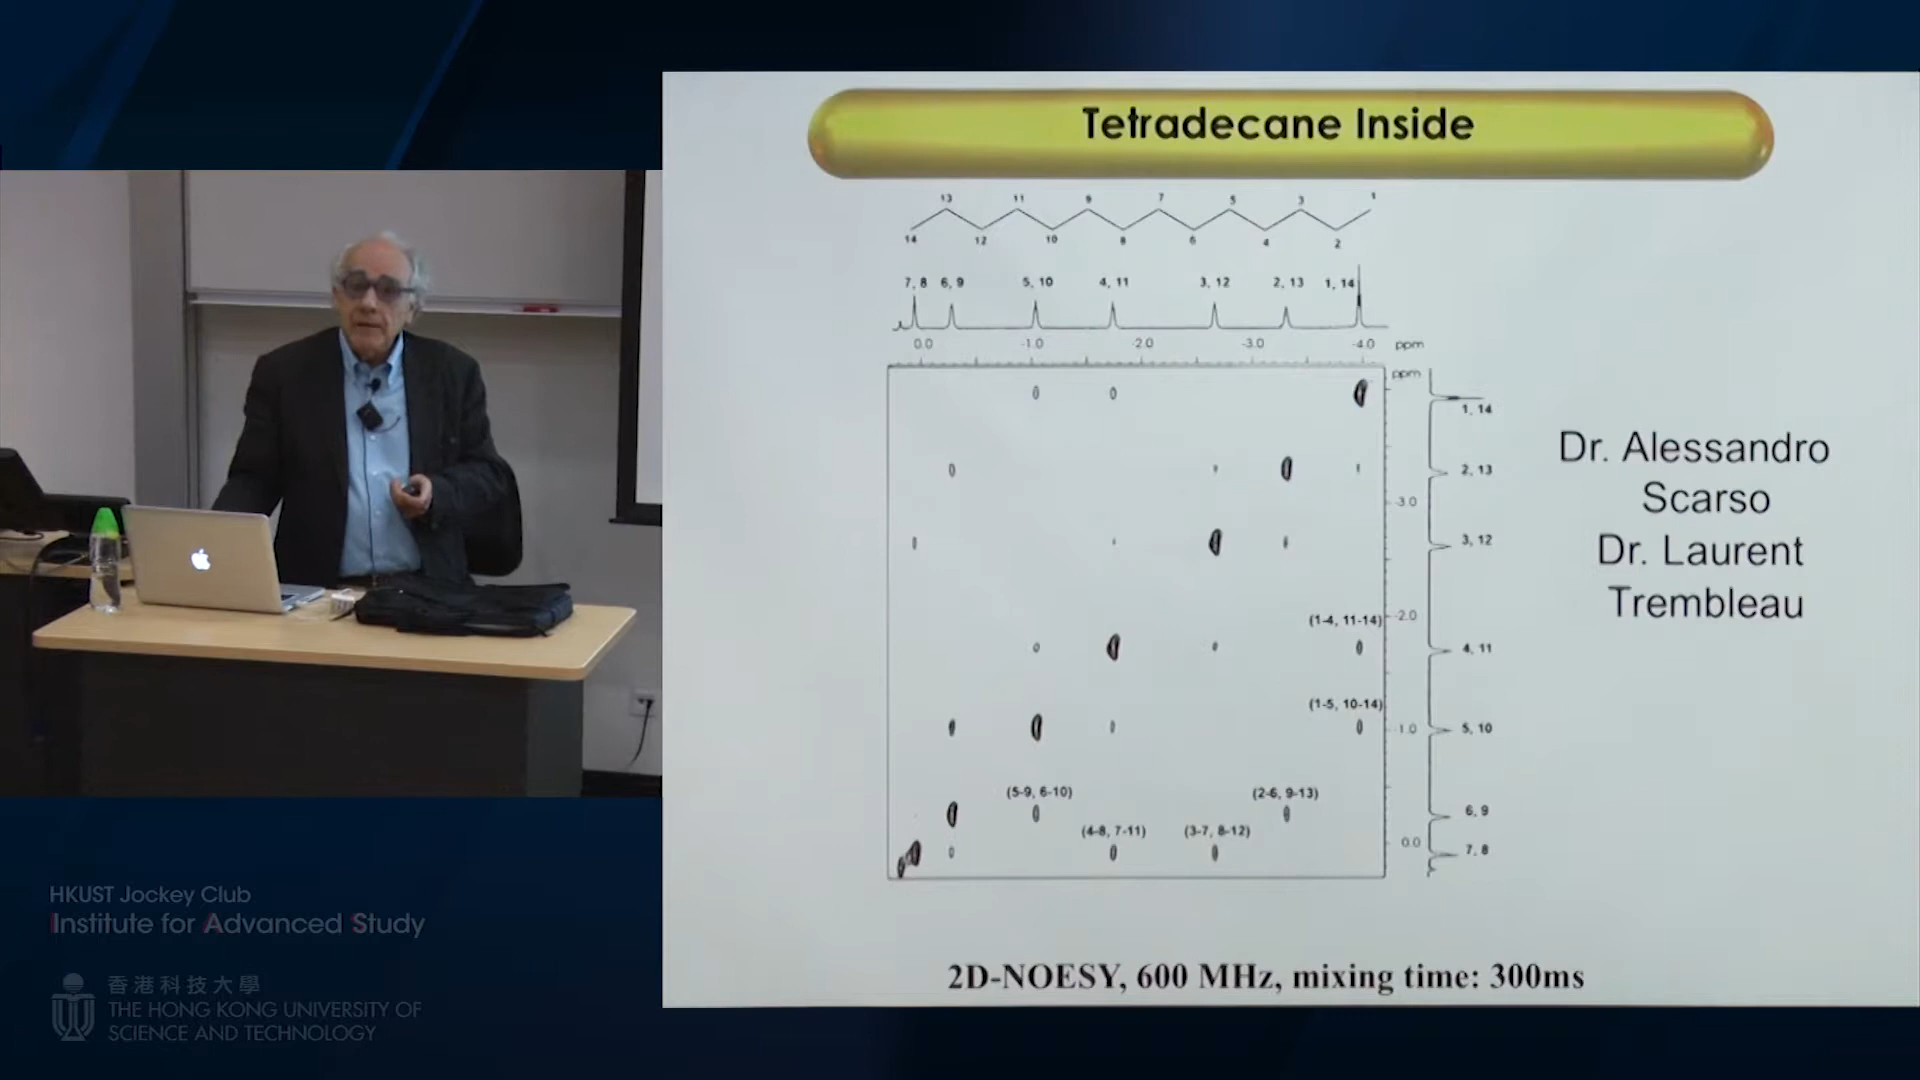 Tetradecane Inside
13 11 9 7 5 3 1
14 12 10 8 6 4 2
7, 8 6, 9 5, 10 4, 11 3, 12 2, 13 1, 14
0.0 -1.0 -2.0 -3.0 -4.0 ppm
ppm
1, 14
2, 13
-3.0
3, 12
(1-4, 11-14)
-2.0
4, 11
(1-5, 10-14)
-1.0
5, 10
(5-9, 6-10) (2-6, 9-13)
6, 9
(4-8, 7-11) (3-7, 8-12)
0.0
7, 8
Dr. Alessandro
Scarso
Dr. Laurent
Trembleau
2D-NOESY, 600 MHz, mixing time: 300ms
HKUST Jockey Club
Institute for Advanced Study
香港科技大學
THE HONG KONG UNIVERSITY OF
SCIENCE AND TECHNOLOGY